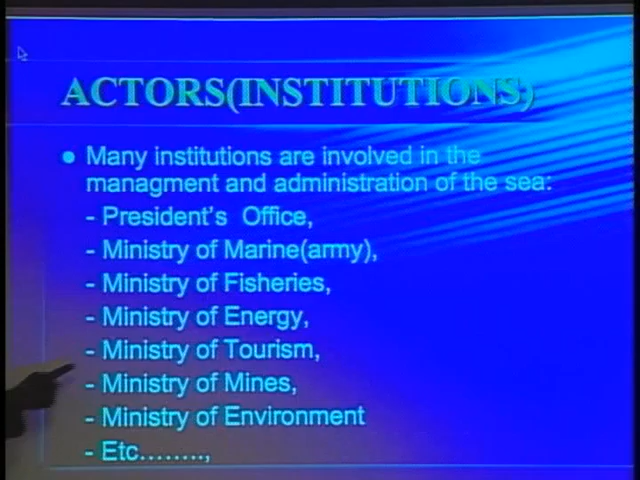 ACTORS(INSTITUTIONS)
● Many institutions are involved in the
managment and administration of the sea:
- President's Office,
- Ministry of Marine(army),
- Ministry of Fisheries,
- Ministry of Energy,
- Ministry of Tourism,
- Ministry of Mines,
- Ministry of Environment
- Etc........,